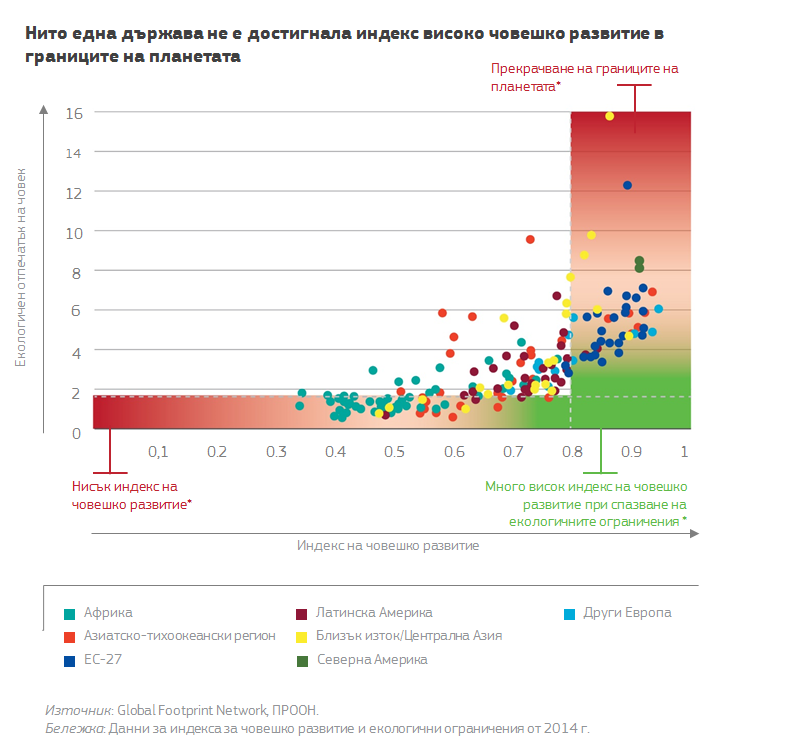 Нито една държава не е достигнала индекс високо човешко развитие в
границите на планетата
Прекрачване на границите на
планетата*
Екологичен отпечатък на човек
16
14
12
10
8
6
4
2
0
0,1
0.2
0.3
0.4
0.5
0.6
0.7
0.8
0.9
1
Нисък индекс на
човешко развитие*
Много висок индекс на човешко
развитие при спазване на
екологичните ограничения *
Индекс на човешко развитие
Африка
Латинска Америка
Други Европа
Азиатско-тихоокеански регион
Близък изток/Централна Азия
ЕС-27
Северна Америка
Източник: Global Footprint Network, ПРООН.
Бележка: Данни за индекса за човешко развитие и екологични ограничения от 2014 г.